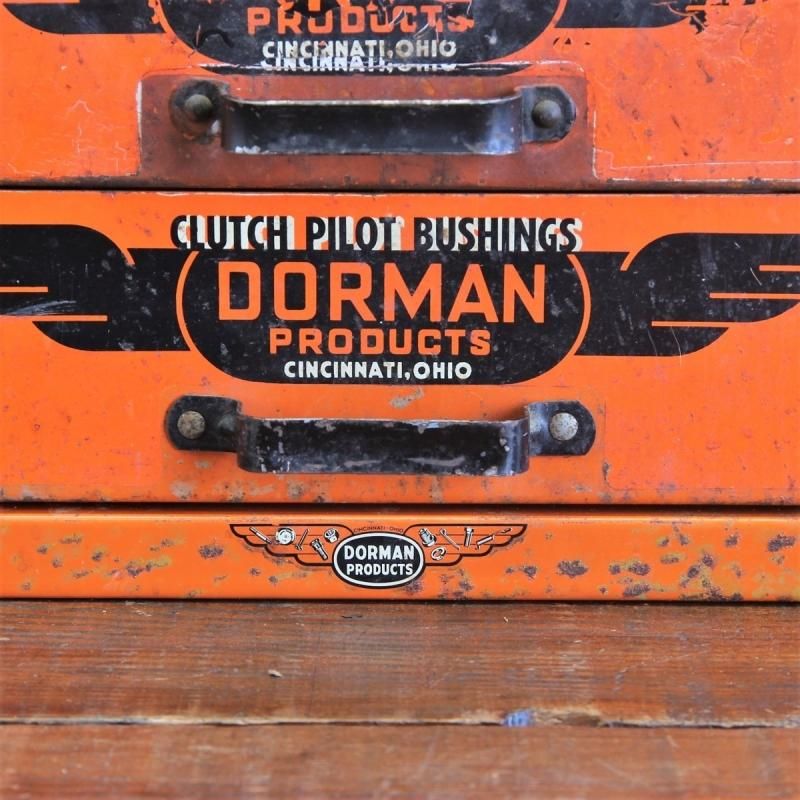 PRODUCTS
CINCINNATI, OHIO
CLUTCH PILOT BUSHINGS
DORMAN
PRODUCTS
CINCINNATI, OHIO
CINCINNATI-OHIO
DORMAN
PRODUCTS